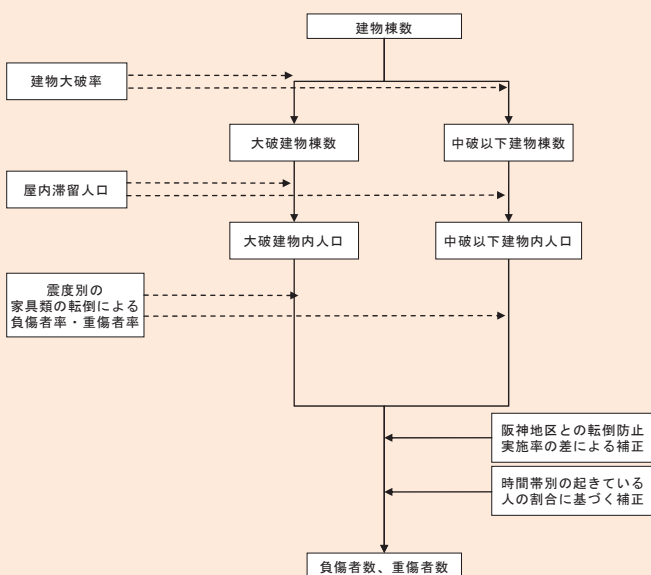 建物棟数
建物大破率
大破建物棟数
中破以下建物棟数
屋内滞留人口
大破建物内人口
中破以下建物内人口
震度別の
家具類の転倒による
負傷者率・重傷者率
阪神地区との転倒防止
実施率の差による補正
時間帯別の起きている
人の割合に基づく補正
負傷者数、重傷者数